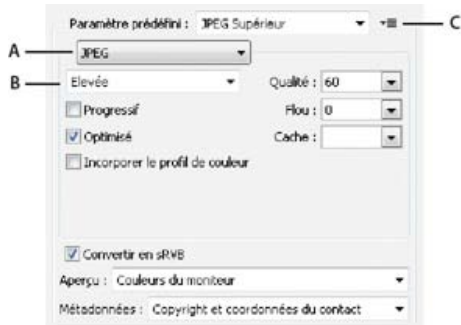 Paramètre prédéfini : JPEG Supérieur
C
A
JPEG
B
Elevée
Qualité : 60
Progressif
Flou : 0
Optimisé
Cache :
Incorporer le profil de couleur
Convertir en sRVB
Aperçu : Couleurs du moniteur
Métadonnées : Copyright et coordonnées du contact